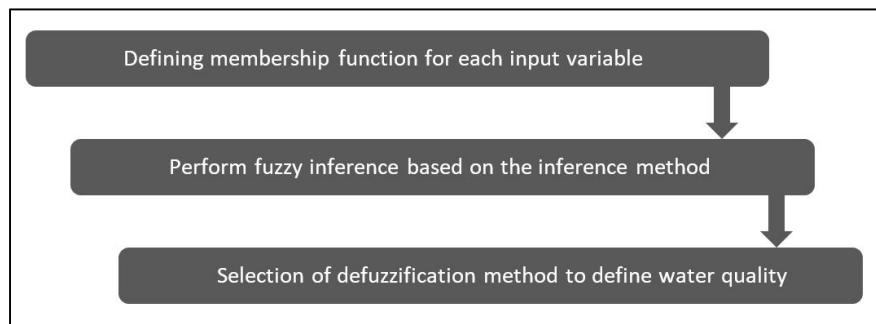 Defining membership function for each input variable
Perform fuzzy inference based on the inference method
Selection of defuzzification method to define water quality